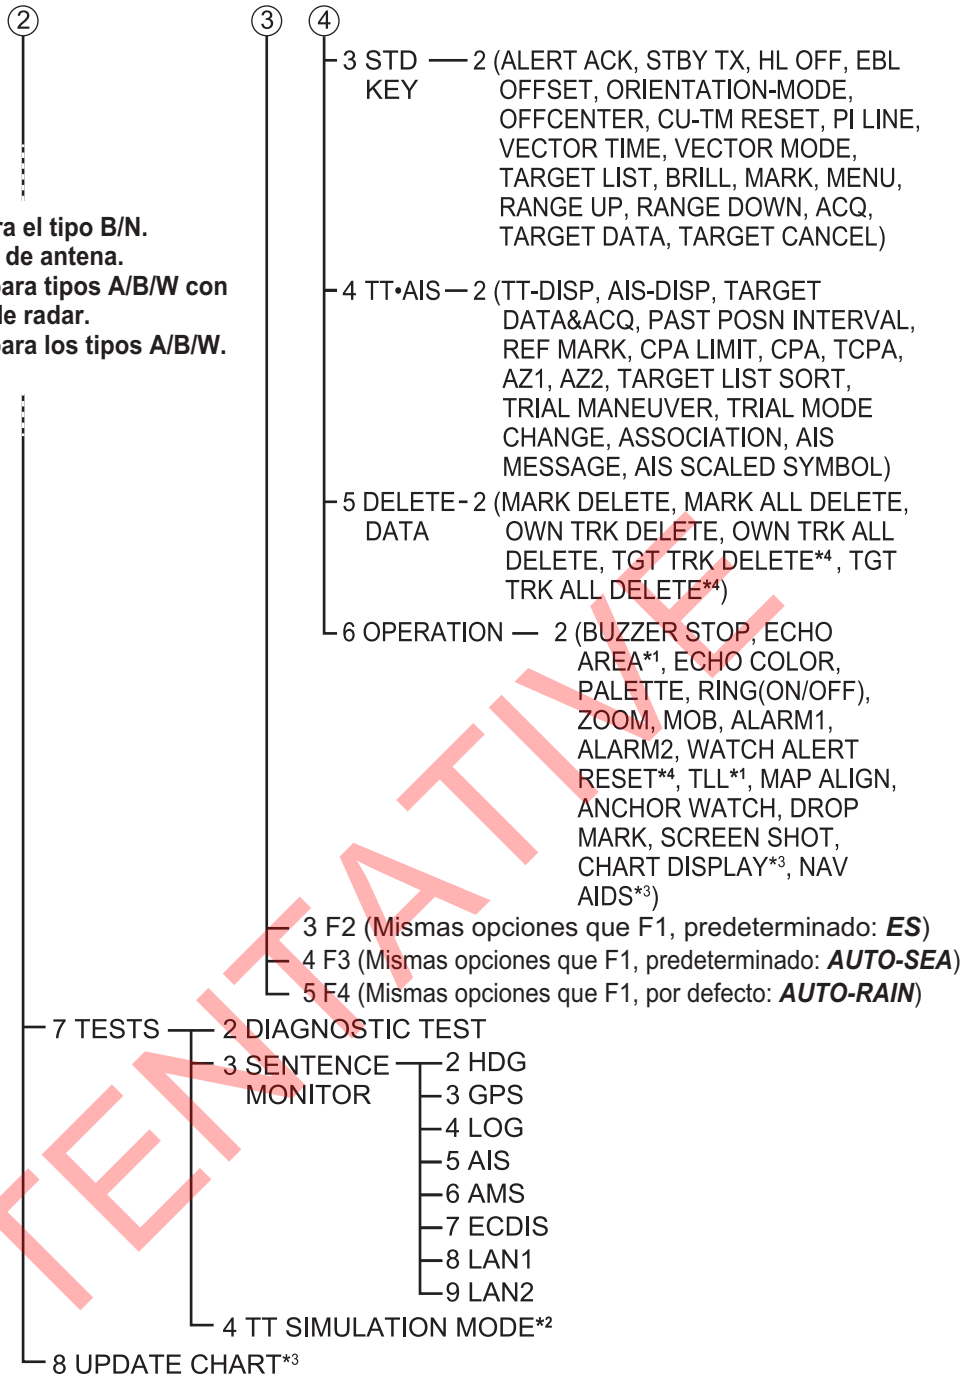 2 3 4
3 STD KEY
2 (ALERT ACK, STBY TX, HL OFF, EBL
OFFSET, ORIENTATION-MODE,
OFFCENTER, CU-TM RESET, PI LINE,
VECTOR TIME, VECTOR MODE,
TARGET LIST, BRILL, MARK, MENU,
RANGE UP, RANGE DOWN, ACQ,
TARGET DATA, TARGET CANCEL)
ra el tipo B/N.
de antena.
para tipos A/B/W con
de radar.
para los tipos A/B/W.
4 TT•AIS
2 (TT-DISP, AIS-DISP, TARGET
DATA&ACQ, PAST POSN INTERVAL,
REF MARK, CPA LIMIT, CPA, TCPA,
AZ1, AZ2, TARGET LIST SORT,
TRIAL MANEUVER, TRIAL MODE
CHANGE, ASSOCIATION, AIS
MESSAGE, AIS SCALED SYMBOL)
5 DELETE
DATA
2 (MARK DELETE, MARK ALL DELETE,
OWN TRK DELETE, OWN TRK ALL
DELETE, TGT TRK DELETE*4 , TGT
TRK ALL DELETE*4)
6 OPERATION
2 (BUZZER STOP, ECHO
AREA*1, ECHO COLOR,
PALETTE, RING(ON/OFF),
ZOOM, MOB, ALARM1,
ALARM2, WATCH ALERT
RESET*4, TLL*1, MAP ALIGN,
ANCHOR WATCH, DROP
MARK, SCREEN SHOT,
CHART DISPLAY*3, NAV
AIDS*3)
3 F2 (Mismas opciones que F1, predeterminado: ES)
4 F3 (Mismas opciones que F1, predeterminado: AUTO-SEA)
5 F4 (Mismas opciones que F1, por defecto: AUTO-RAIN)
7 TESTS
2 DIAGNOSTIC TEST
3 SENTENCE
MONITOR
2 HDG
3 GPS
4 LOG
5 AIS
6 AMS
7 ECDIS
8 LAN1
9 LAN2
4 TT SIMULATION MODE*2
8 UPDATE CHART*3
TENTATIVE